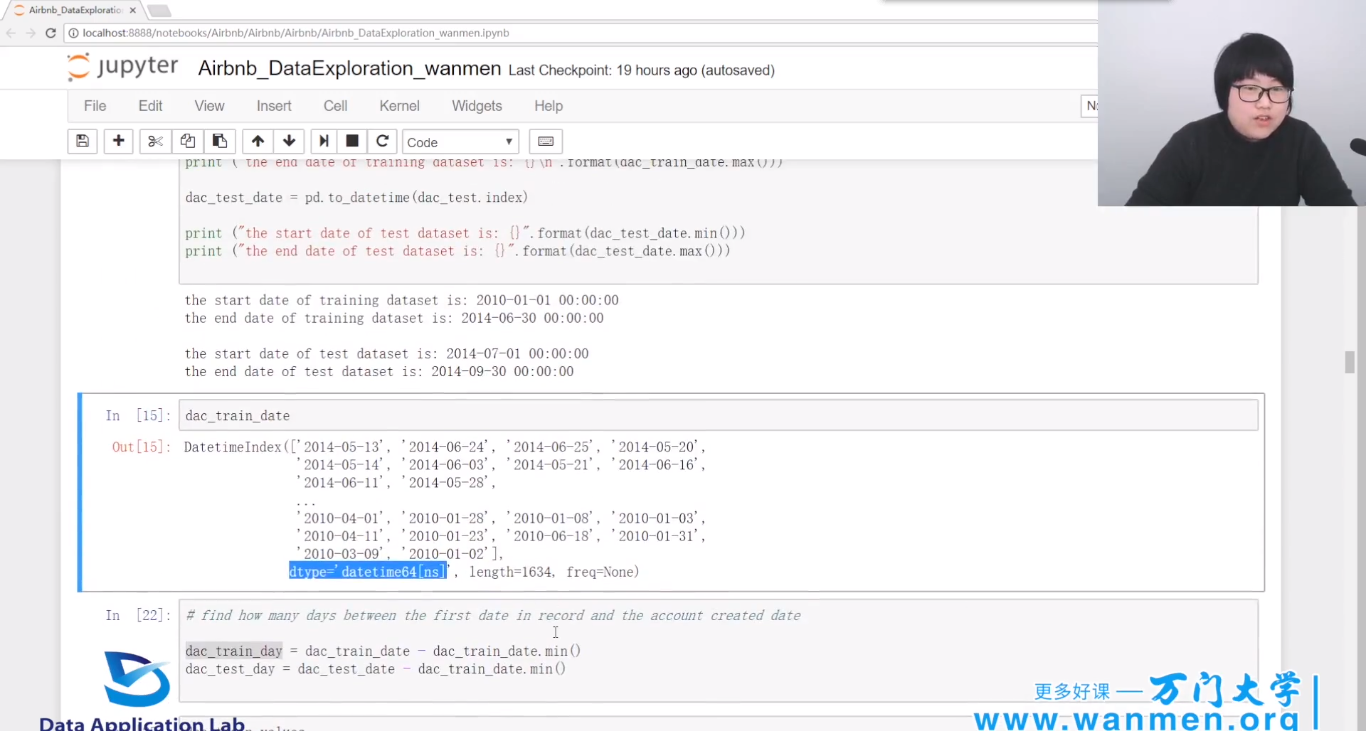 Airbnb_DataExploratio
localhost:8888/notebooks/Airbnb/Airbnb/Airbnb/Airbnb_DataExploration_wanmen.ipynb
jupyter Airbnb_DataExploration_wanmen Last Checkpoint: 19 hours ago (autosaved)
File Edit View Insert Cell Kernel Widgets Help
Code
print ("the end date of training dataset is: {}\n".format(dac_train_date.max()))
dac_test_date = pd.to_datetime(dac_test.index)
print ("the start date of test dataset is: {}".format(dac_test_date.min()))
print ("the end date of test dataset is: {}".format(dac_test_date.max()))
the start date of training dataset is: 2010-01-01 00:00:00
the end date of training dataset is: 2014-06-30 00:00:00
the start date of test dataset is: 2014-07-01 00:00:00
the end date of test dataset is: 2014-09-30 00:00:00
In [15]: dac_train_date
Out[15]: DatetimeIndex(['2014-05-13', '2014-06-24', '2014-06-25', '2014-05-20',
'2014-05-14', '2014-06-03', '2014-05-21', '2014-06-16',
'2014-06-11', '2014-05-28',
...
'2010-04-01', '2010-01-28', '2010-01-08', '2010-01-03',
'2010-04-11', '2010-01-23', '2010-06-18', '2010-01-31',
'2010-03-09', '2010-01-02'],
dtype='datetime64[ns]', length=1634, freq=None)
In [22]: # find how many days between the first date in record and the account created date
dac_train_day = dac_train_date - dac_train_date.min()
dac_test_day = dac_test_date - dac_train_date.min()
更多好课 — 万门大学
www.wanmen.org
Data Application Lab